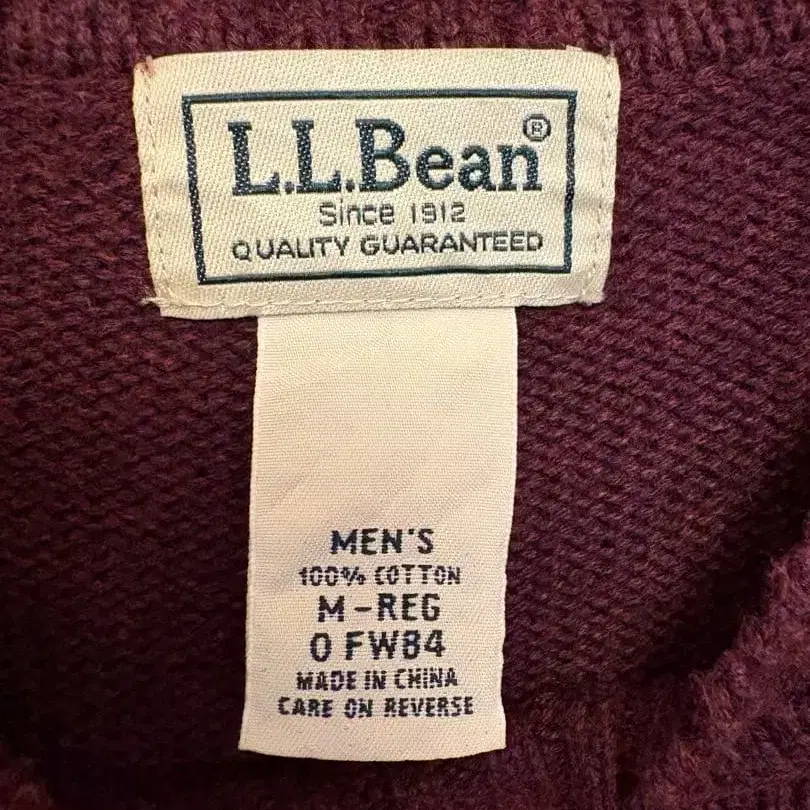 L.L.Bean®
Since 1912
QUALITY GUARANTEED
MEN'S
100% COTTON
M-REG
0 FW84
MADE IN CHINA
CARE ON REVERSE